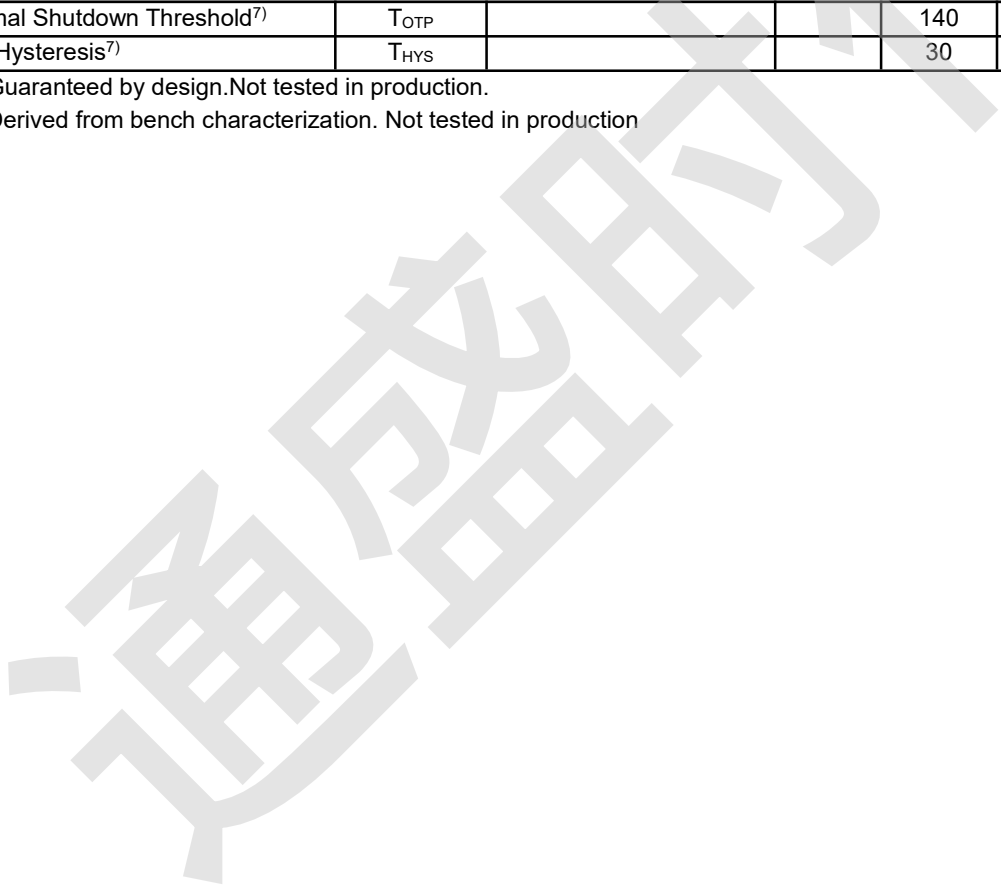 nal Shutdown Threshold7) TOTP 140
Hysteresis7) THYS 30
Guaranteed by design.Not tested in production.
Derived from bench characterization. Not tested in production
通盛时